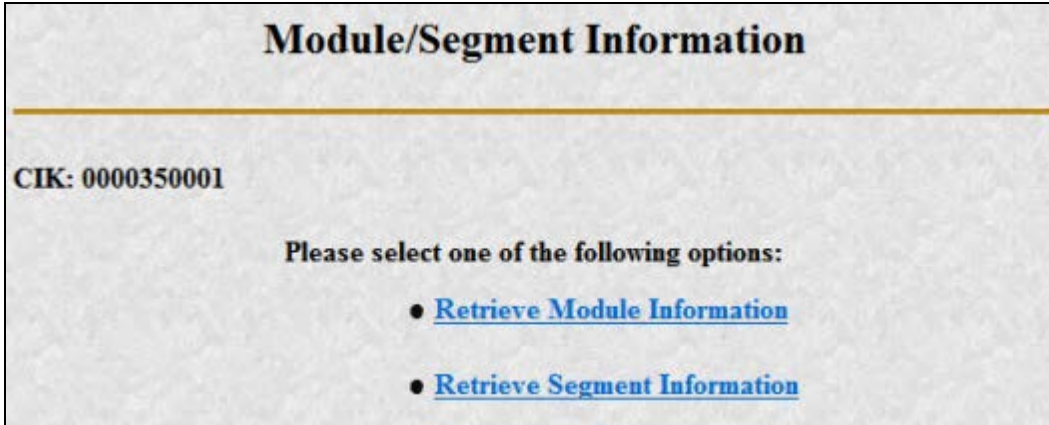 Module/Segment Information
CIK: 0000350001
Please select one of the following options:
• Retrieve Module Information
• Retrieve Segment Information